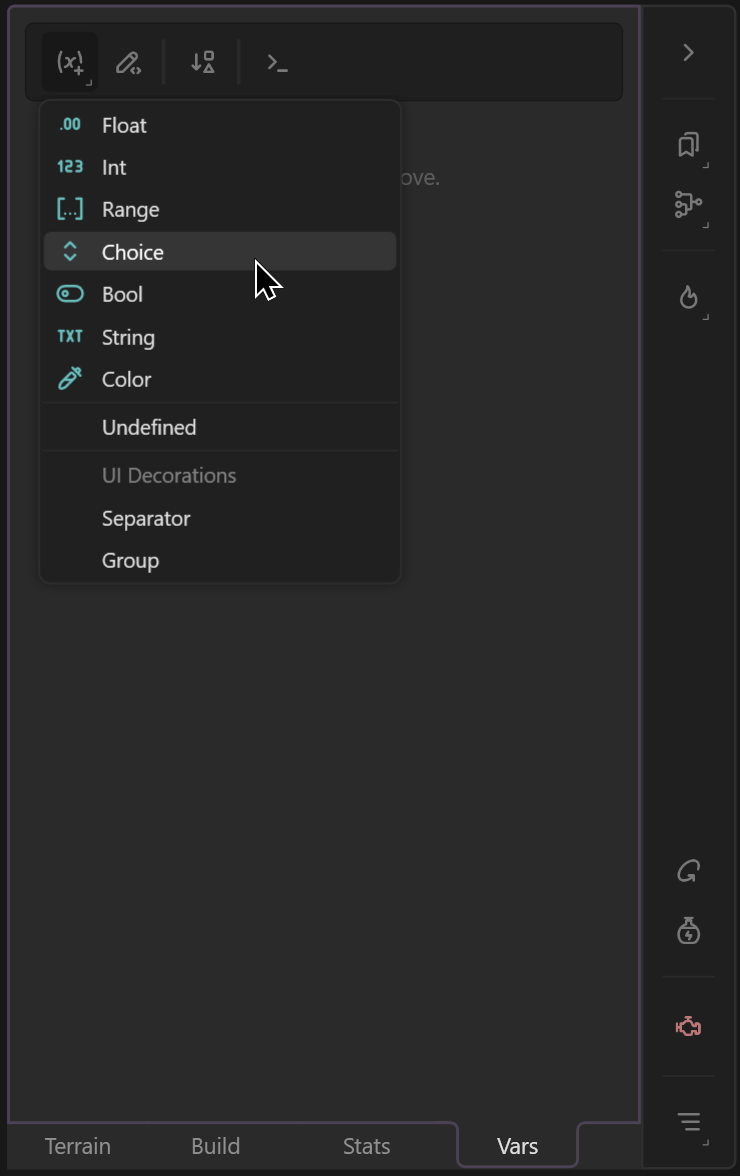 (x)+
.00 Float
ove.
123 Int
[...] Range
Choice
Bool
TXT String
Color
Undefined
UI Decorations
Separator
Group
Terrain Build Stats Vars